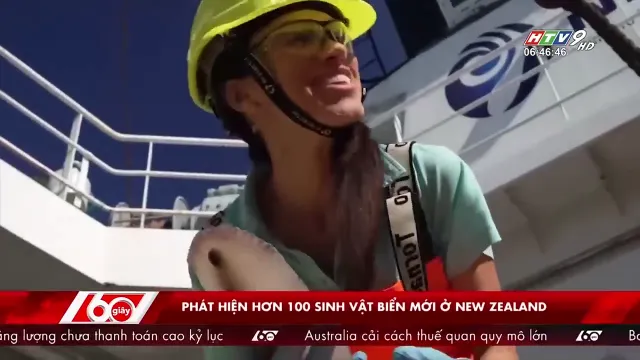 HTV9 HD
06:46:46
60 giây
PHÁT HIỆN HƠN 100 SINH VẬT BIỂN MỚI Ở NEW ZEALAND
lượng chưa thanh toán cao kỷ lục 60 Australia cải cách thuế quan quy mô lớn 60